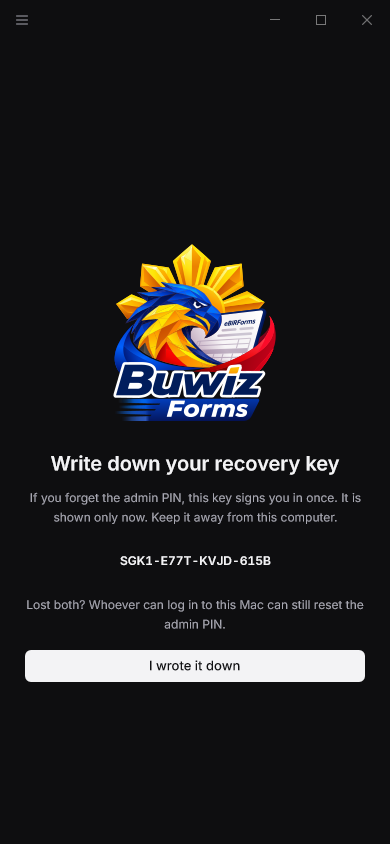 eBIRForms
Buwiz
Forms
Write down your recovery key
If you forget the admin PIN, this key signs you in once. It is
shown only now. Keep it away from this computer.
SGK1-E77T-KVJD-615B
Lost both? Whoever can log in to this Mac can still reset the
admin PIN.
I wrote it down